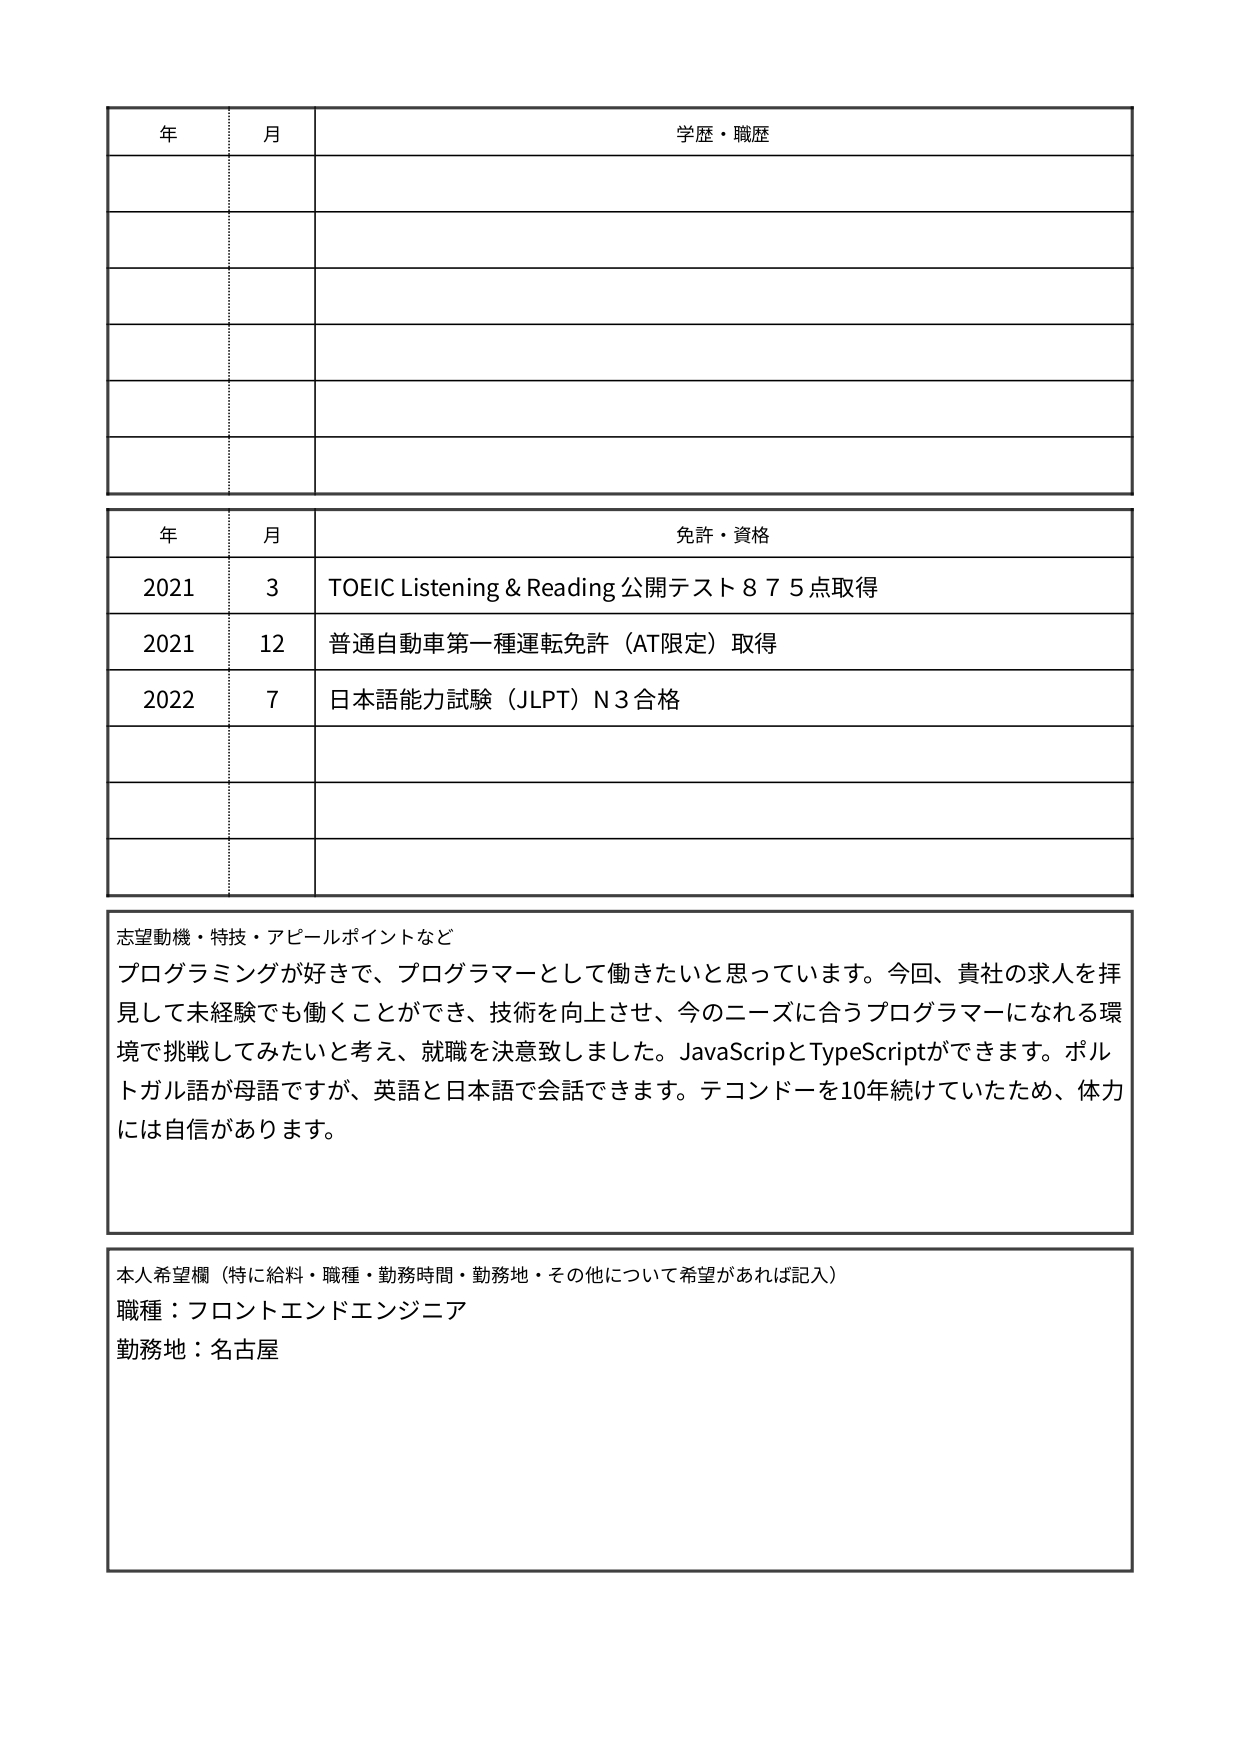 年 月 学歴・職歴
年 月 免許・資格
2021 3 TOEIC Listening & Reading 公開テスト８７５点取得
2021 12 普通自動車第一種運転免許（AT限定）取得
2022 7 日本語能力試験（JLPT）N３合格
志望動機・特技・アピールポイントなど
プログラミングが好きで、プログラマーとして働きたいと思っています。今回、貴社の求人を拝
見して未経験でも働くことができ、技術を向上させ、今のニーズに合うプログラマーになれる環
境で挑戦してみたいと考え、就職を決意致しました。JavaScripとTypeScriptができます。ポル
トガル語が母語ですが、英語と日本語で会話できます。テコンドーを10年続けていたため、体力
には自信があります。
本人希望欄（特に給料・職種・勤務時間・勤務地・その他について希望があれば記入）
職種：フロントエンドエンジニア
勤務地：名古屋